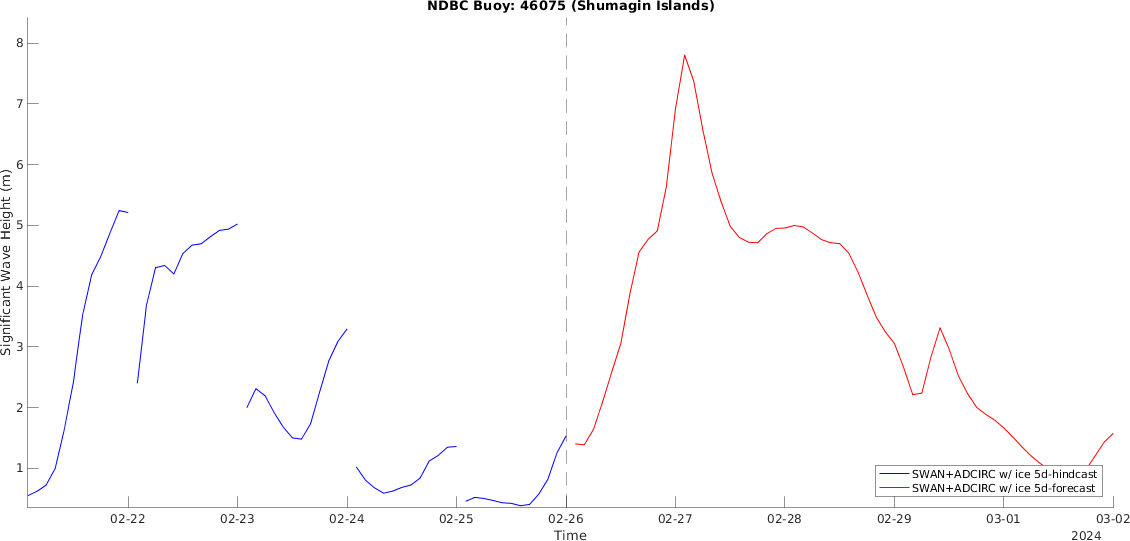 NDBC Buoy: 46075 (Shumagin Islands)
Significant Wave Height (m)
8
7
6
5
4
3
2
1
SWAN+ADCIRC w/ ice 5d-hindcast
SWAN+ADCIRC w/ ice 5d-forecast
02-22 02-23 02-24 02-25 02-26 02-27 02-28 02-29 03-01 03-02
Time
2024